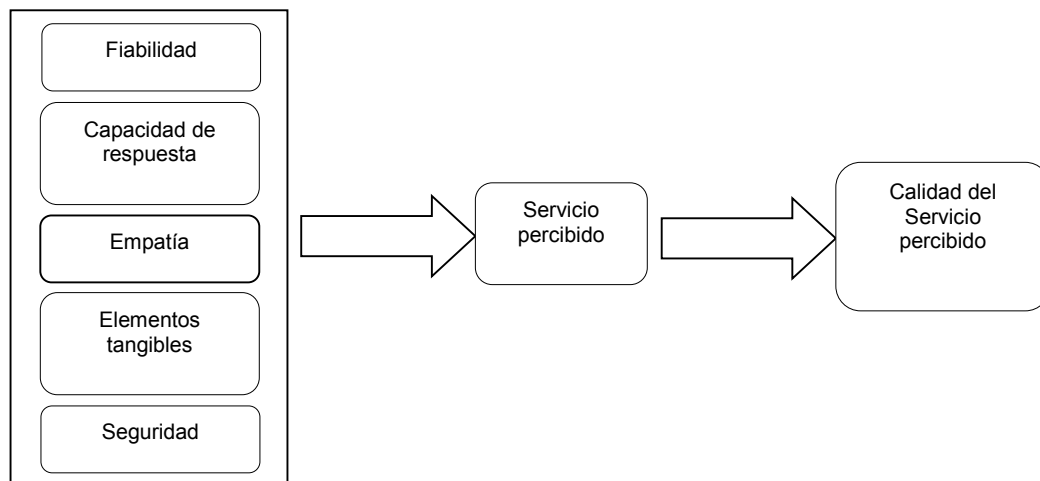 Fiabilidad
Capacidad de
respuesta
Empatía
Elementos
tangibles
Seguridad
Servicio
percibido
Calidad del
Servicio
percibido